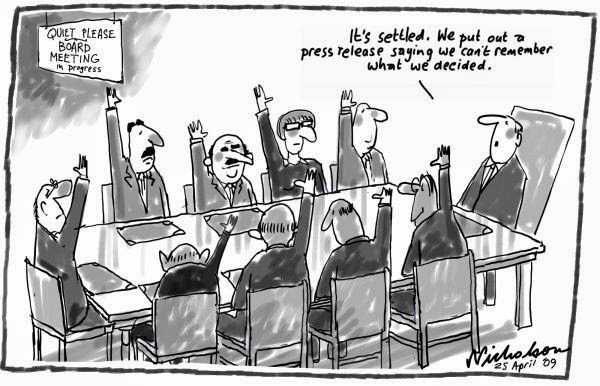 QUIET PLEASE
BOARD
MEETING
in progress
It's settled. We put out a
press release saying we can't remember
what we decided.
Nicholson
25 April '09